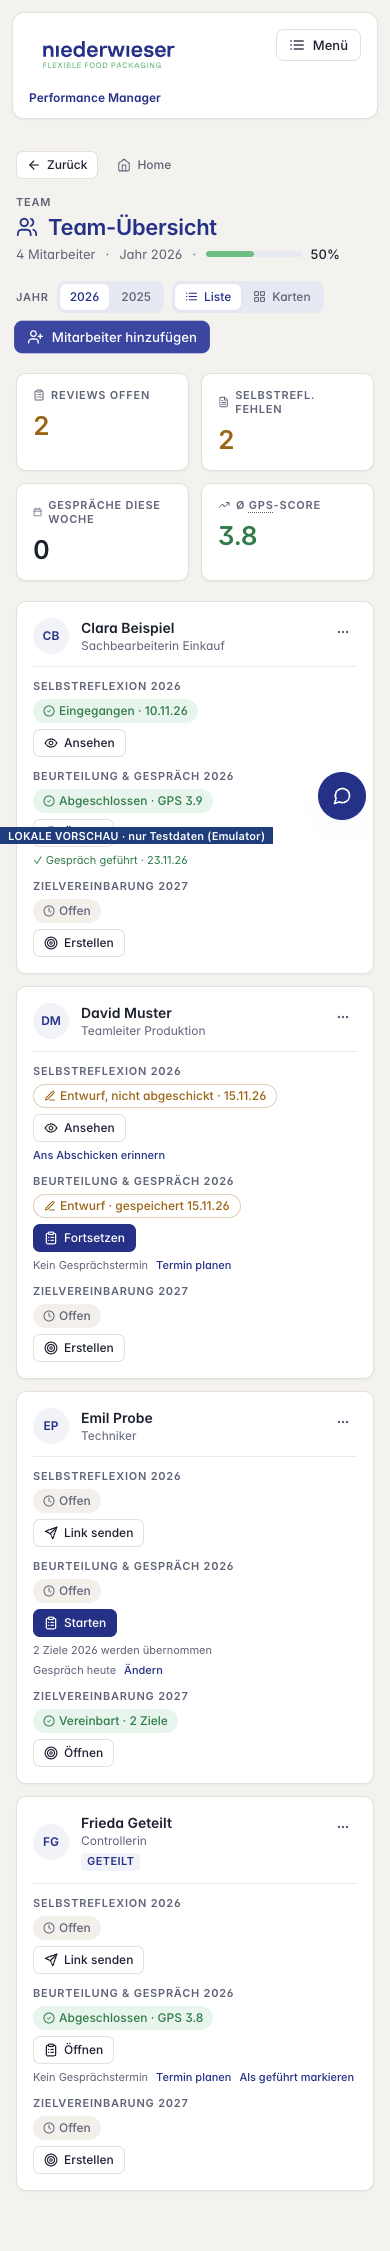 niederwieser
FLEXIBLE FOOD PACKAGING
Menü
Performance Manager
Zurück
Home
TEAM
Team-Übersicht
4 Mitarbeiter · Jahr 2026 · 50%
JAHR 2026 2025 Liste Karten
Mitarbeiter hinzufügen
REVIEWS OFFEN
2
SELBSTREFL.
FEHLEN
2
GESPRÄCHE DIESE
WOCHE
0
Ø GPS-SCORE
3.8
CB
Clara Beispiel
Sachbearbeiterin Einkauf
SELBSTREFLEXION 2026
Eingegangen · 10.11.26
Ansehen
BEURTEILUNG & GESPRÄCH 2026
Abgeschlossen · GPS 3.9
LOKALE VORSCHAU · nur Testdaten (Emulator)
Gespräch geführt · 23.11.26
ZIELVEREINBARUNG 2027
Offen
Erstellen
DM
David Muster
Teamleiter Produktion
SELBSTREFLEXION 2026
Entwurf, nicht abgeschickt · 15.11.26
Ansehen
Ans Abschicken erinnern
BEURTEILUNG & GESPRÄCH 2026
Entwurf · gespeichert 15.11.26
Fortsetzen
Kein Gesprächstermin Termin planen
ZIELVEREINBARUNG 2027
Offen
Erstellen
EP
Emil Probe
Techniker
SELBSTREFLEXION 2026
Offen
Link senden
BEURTEILUNG & GESPRÄCH 2026
Offen
Starten
2 Ziele 2026 werden übernommen
Gespräch heute Ändern
ZIELVEREINBARUNG 2027
Vereinbart · 2 Ziele
Öffnen
FG
Frieda Geteilt
Controllerin
GETEILT
SELBSTREFLEXION 2026
Offen
Link senden
BEURTEILUNG & GESPRÄCH 2026
Abgeschlossen · GPS 3.8
Öffnen
Kein Gesprächstermin Termin planen Als geführt markieren
ZIELVEREINBARUNG 2027
Offen
Erstellen